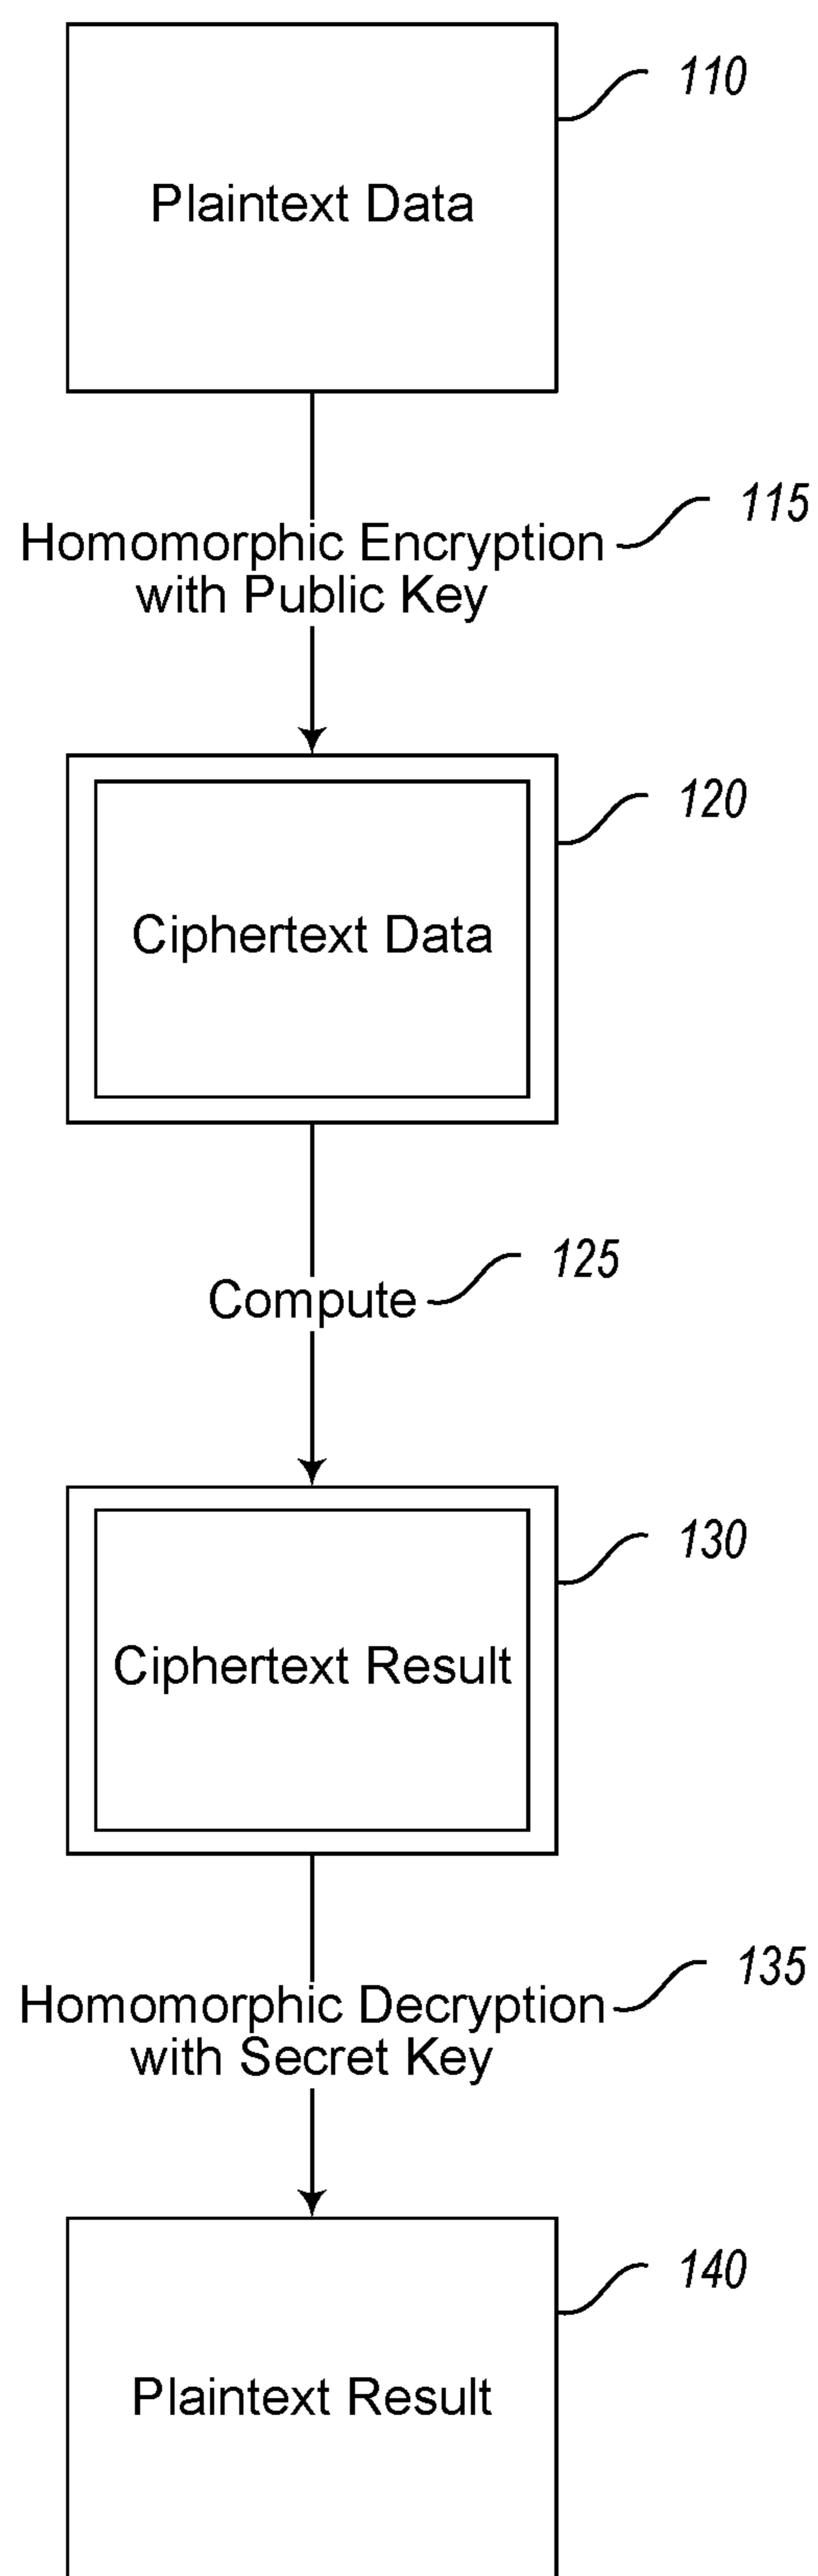 110
Plaintext Data
115
Homomorphic Encryption
with Public Key
120
Ciphertext Data
125
Compute
130
Ciphertext Result
135
Homomorphic Decryption
with Secret Key
140
Plaintext Result